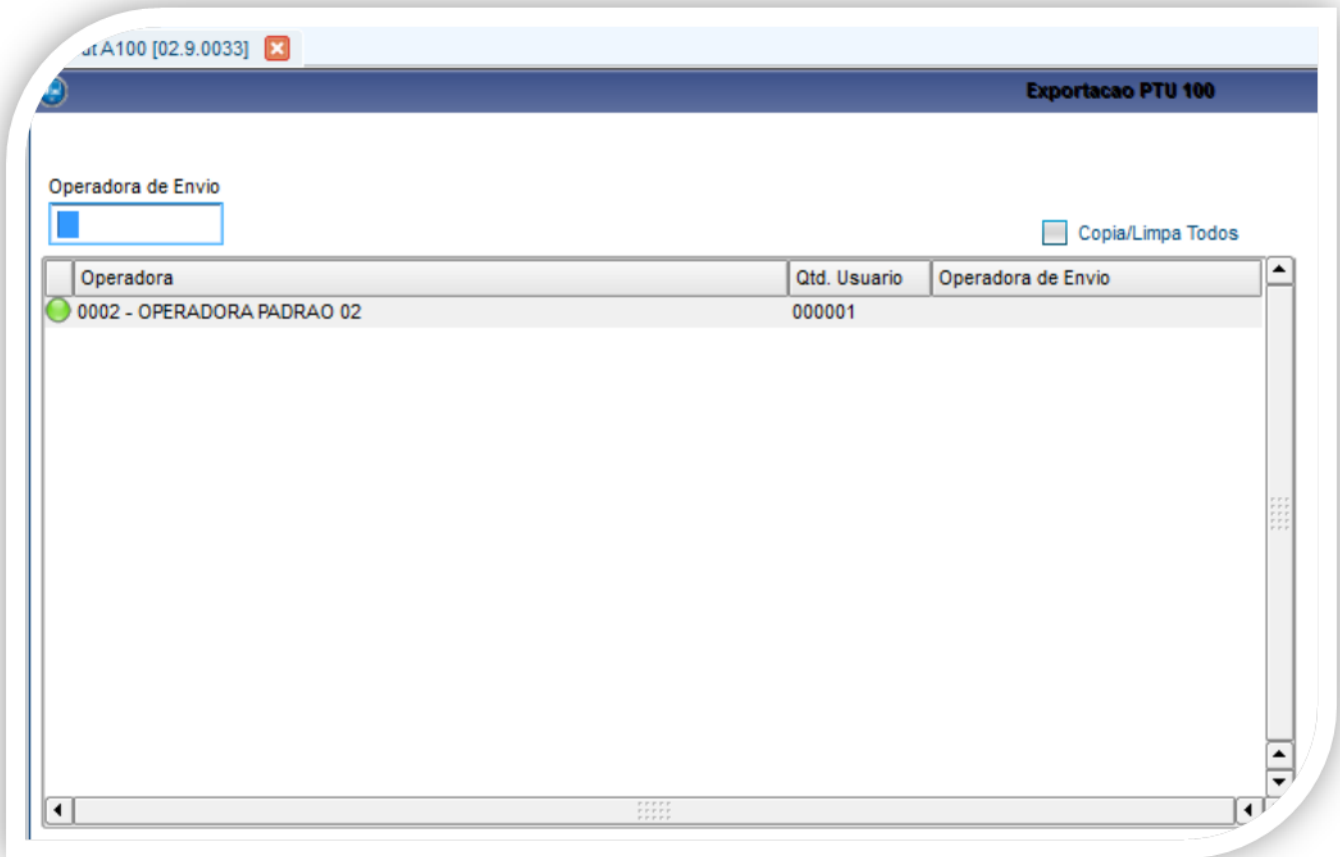 A100 [02.9.0033]
Exportacao PTU 100
Operadora de Envio
Copia/Limpa Todos
Operadora Qtd. Usuario Operadora de Envio
0002 - OPERADORA PADRAO 02 000001